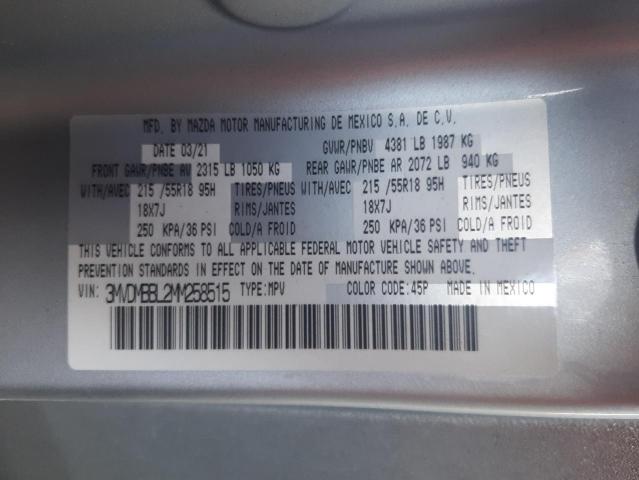 MFD. BY MAZDA MOTOR MANUFACTURING DE MEXICO S.A. DE C.V.
DATE 03/21 GVWR/PNBV 4381 LB 1987 KG
FRONT GAWR/PNBE AV 2315 LB 1050 KG REAR GAWR/PNBE AR 2072 LB 940 KG
WITH/AVEC 215 /55R18 95H TIRES/PNEUS WITH/AVEC 215 /55R18 95H TIRES/PNEUS
18X7J RIMS/JANTES 18X7J RIMS/JANTES
250 KPA/36 PSI COLD/A FROID 250 KPA/36 PSI COLD/A FROID
THIS VEHICLE CONFORMS TO ALL APPLICABLE FEDERAL MOTOR VEHICLE SAFETY AND THEFT
PREVENTION STANDARDS IN EFFECT ON THE DATE OF MANUFACTURE SHOWN ABOVE.
VIN: 3MVDMBBL2MM258515 TYPE:MPV COLOR CODE:45P MADE IN MEXICO